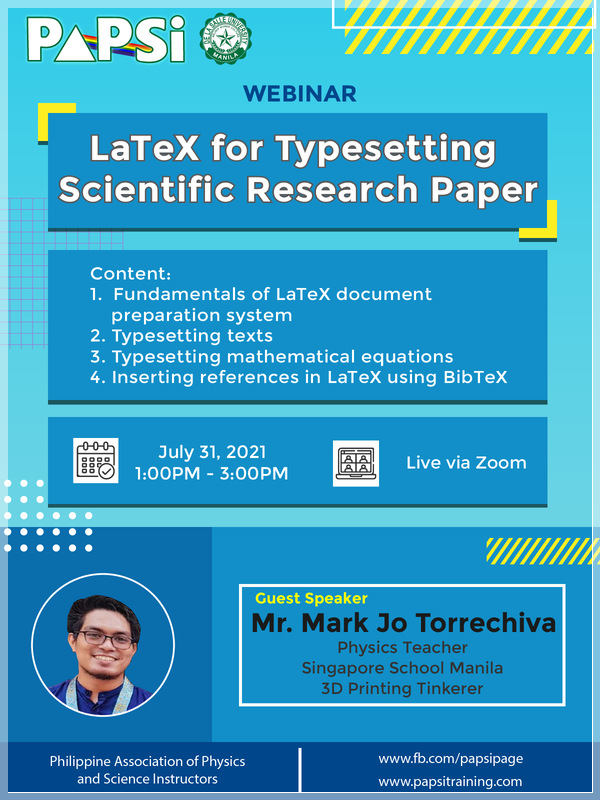 PAPSi
DE LA SALLE UNIVERSITY
MANILA
WEBINAR
LaTeX for Typesetting
Scientific Research Paper
Content:
1. Fundamentals of LaTeX document
preparation system
2. Typesetting texts
3. Typesetting mathematical equations
4. Inserting references in LaTeX using BibTeX
July 31, 2021
1:00PM - 3:00PM
Live via Zoom
Guest Speaker
Mr. Mark Jo Torrechiva
Physics Teacher
Singapore School Manila
3D Printing Tinkerer
Philippine Association of Physics
and Science Instructors
www.fb.com/papsipage
www.papsitraining.com